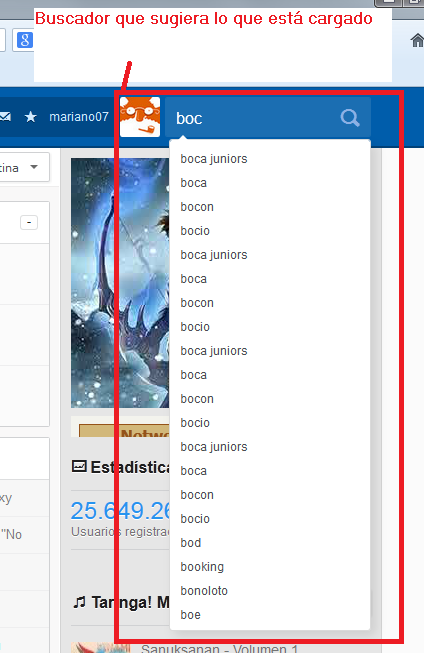 Buscador que sugiera lo que está cargado
mariano07
boc
tina
-
boca juniors
boca
bocon
bocio
boca juniors
boca
bocon
bocio
boca juniors
boca
bocon
bocio
boca juniors
boca
bocon
bocio
bod
booking
bonoloto
boe
Netwo
Estadística
25.649.26
Usuarios registrad
xy
"No
Taringa! M
Sanuksanan - Volumen 1